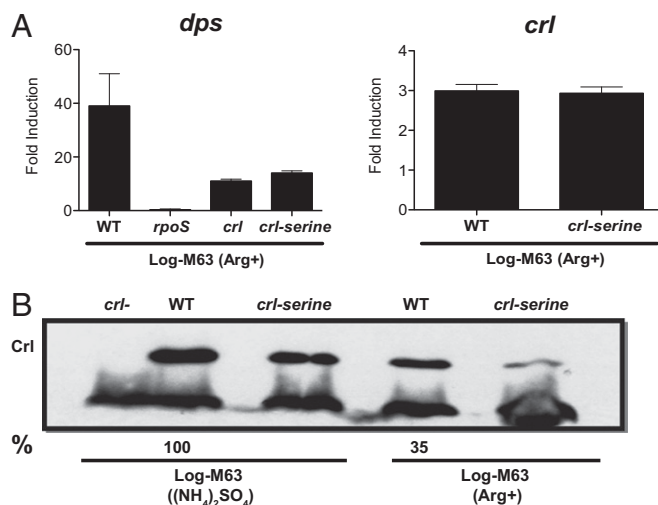 A
dps
crl
Fold Induction
60
40
20
0
WT rpoS crl crl-serine
Log-M63 (Arg+)
Fold Induction
4
3
2
1
0
WT crl-serine
Log-M63 (Arg+)
B
crl- WT crl-serine WT crl-serine
Crl
% 100 35
Log-M63
((NH₄)₂SO₄)
Log-M63
(Arg+)